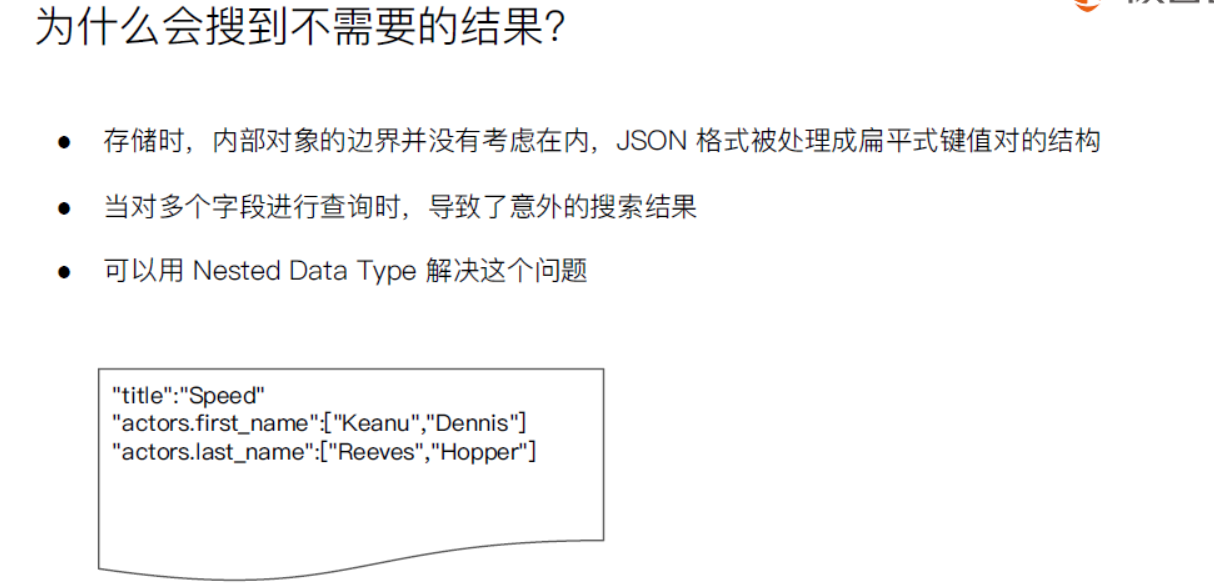 为什么会搜到不需要的结果？
● 存储时，内部对象的边界并没有考虑在内，JSON 格式被处理成扁平式键值对的结构
● 当对多个字段进行查询时，导致了意外的搜索结果
● 可以用 Nested Data Type 解决这个问题
"title":"Speed"
"actors.first_name":["Keanu","Dennis"]
"actors.last_name":["Reeves","Hopper"]